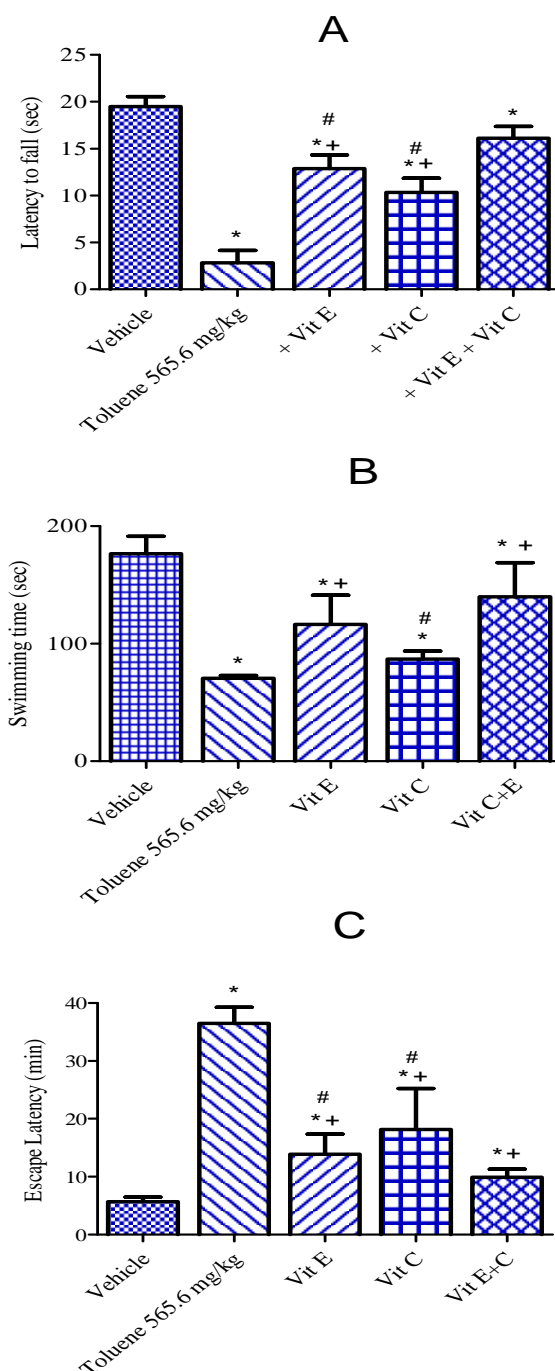 A
Latency to fall (sec)
25
20
15
10
5
0
*
#
* +
#
* +
*
Vehicle
Toluene 565.6 mg/kg
+ Vit E
+ Vit C
+ Vit E + Vit C
B
Swimming time (sec)
200
100
0
*
* +
#
*
* +
Vehicle
Toluene 565.6 mg/kg
Vit E
Vit C
Vit C+E
C
Escape Latency (min)
40
30
20
10
0
*
#
* +
#
* +
* +
Vehicle
Toluene 565.6 mg/kg
Vit E
Vit C
Vit E+C